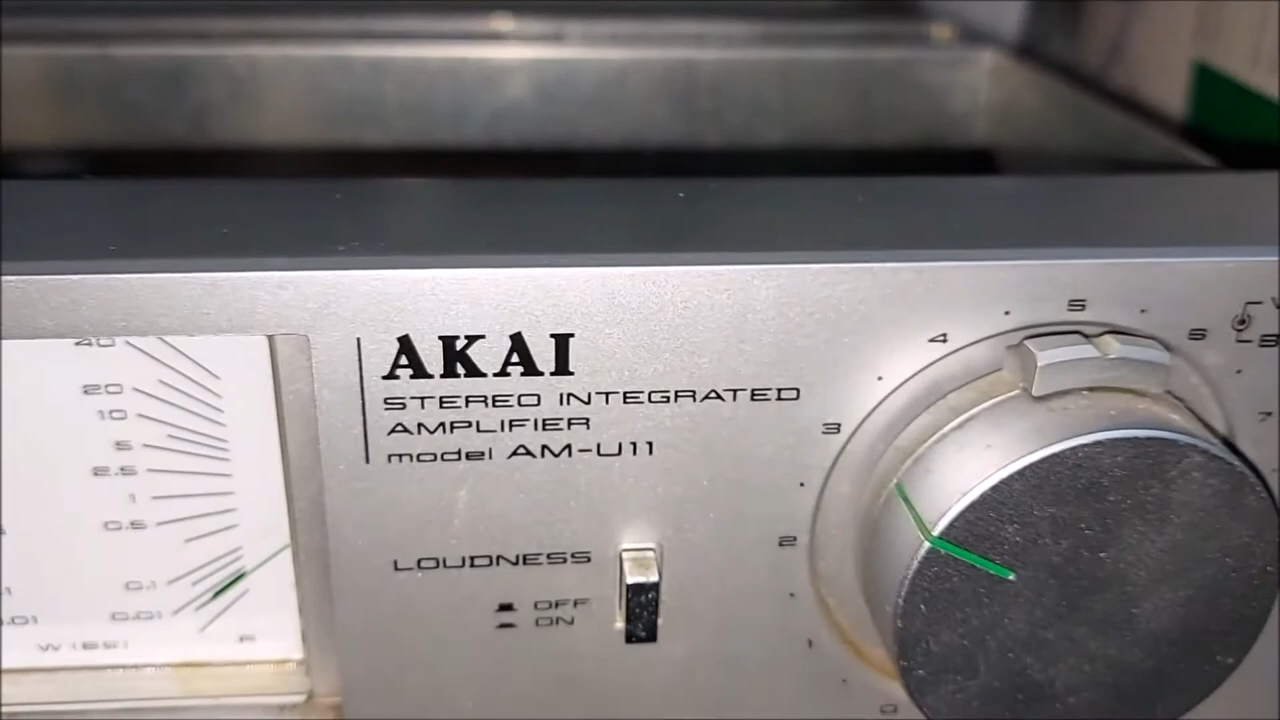 AKAI
STEREO INTEGRATED
AMPLIFIER
model AM-U11
LOUDNESS
OFF
ON
40
20
10
5
2.5
1
0.5
0.1
0.01
W (8Ω)
R
0
1
2
3
4
5
6
7